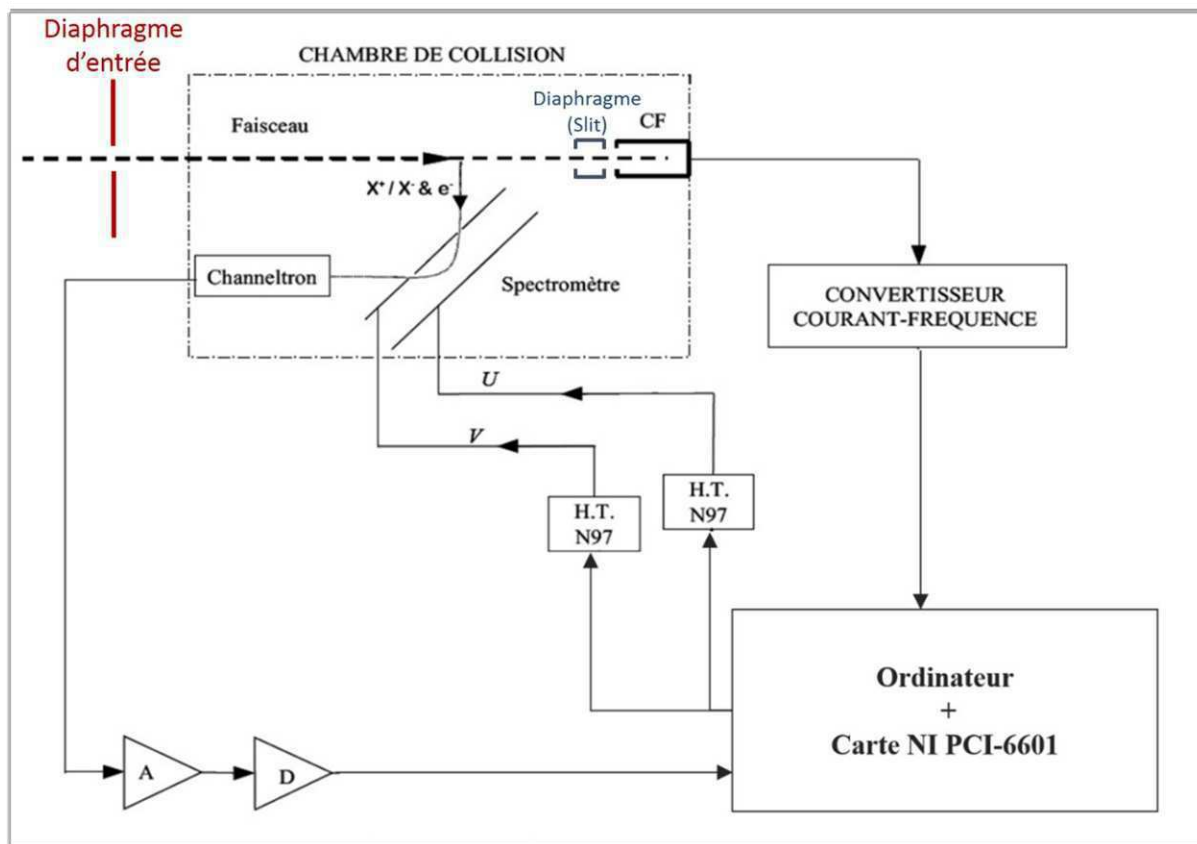 Diaphragme
d'entrée
CHAMBRE DE COLLISION
Faisceau
Diaphragme
(Slit)
CF
X⁺ / X⁻ & e⁻
Channeltron
Spectromètre
CONVERTISSEUR
COURANT-FREQUENCE
U
V
H.T.
N97
H.T.
N97
Ordinateur
+
Carte NI PCI-6601
A
D